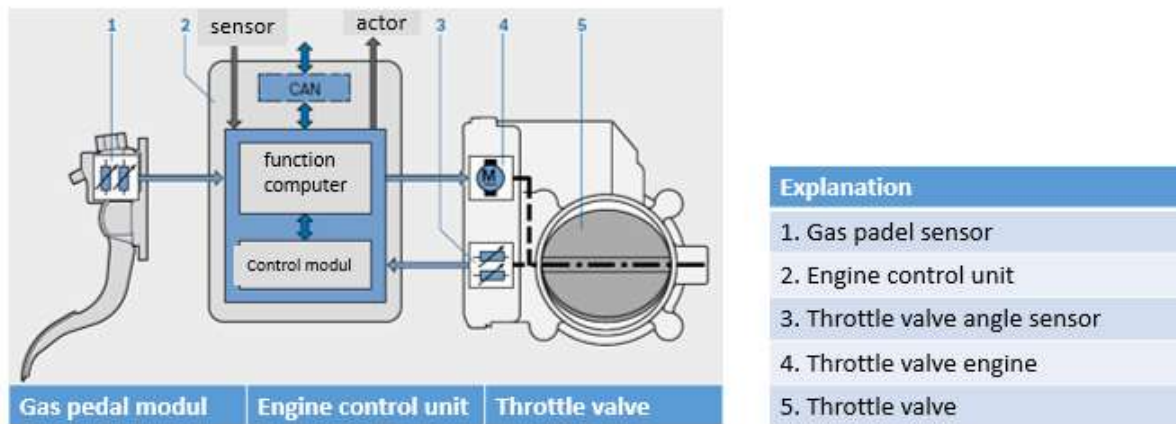 1
2
sensor
actor
3
4
5
CAN
function
computer
M
Control modul
Gas pedal modul
Engine control unit
Throttle valve
Explanation
1. Gas padel sensor
2. Engine control unit
3. Throttle valve angle sensor
4. Throttle valve engine
5. Throttle valve